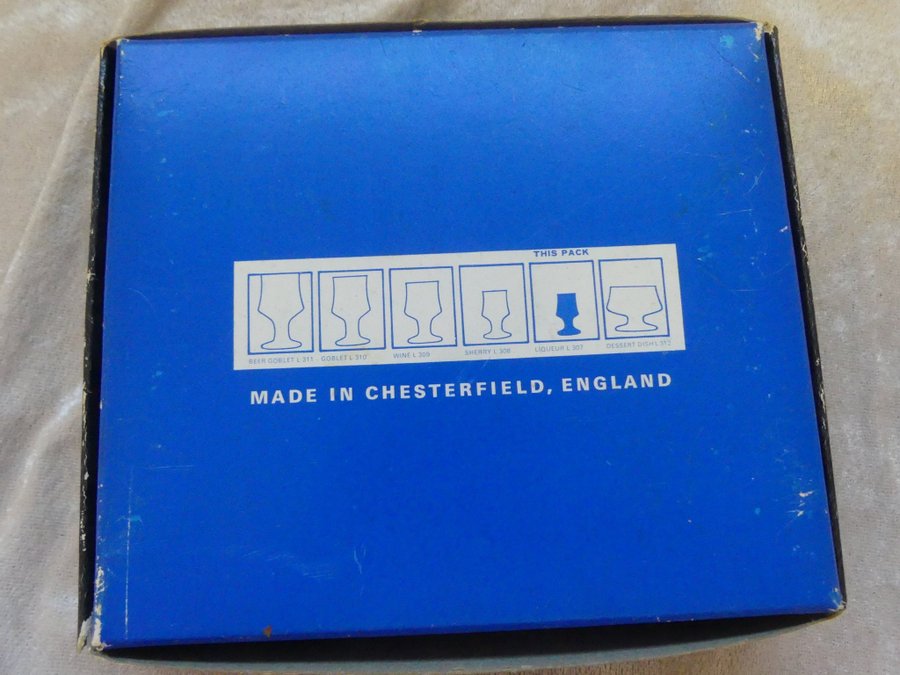 THIS PACK
BEER GOBLET L 311 GOBLET L 310 WINE L 309 SHERRY L 308 LIQUEUR L 307 DESSERT DISH L 312
MADE IN CHESTERFIELD, ENGLAND